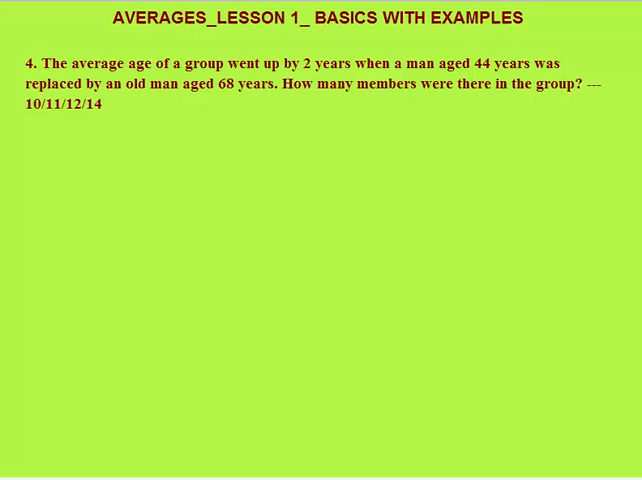 AVERAGES_LESSON 1_ BASICS WITH EXAMPLES
4. The average age of a group went up by 2 years when a man aged 44 years was
replaced by an old man aged 68 years. How many members were there in the group? ---
10/11/12/14